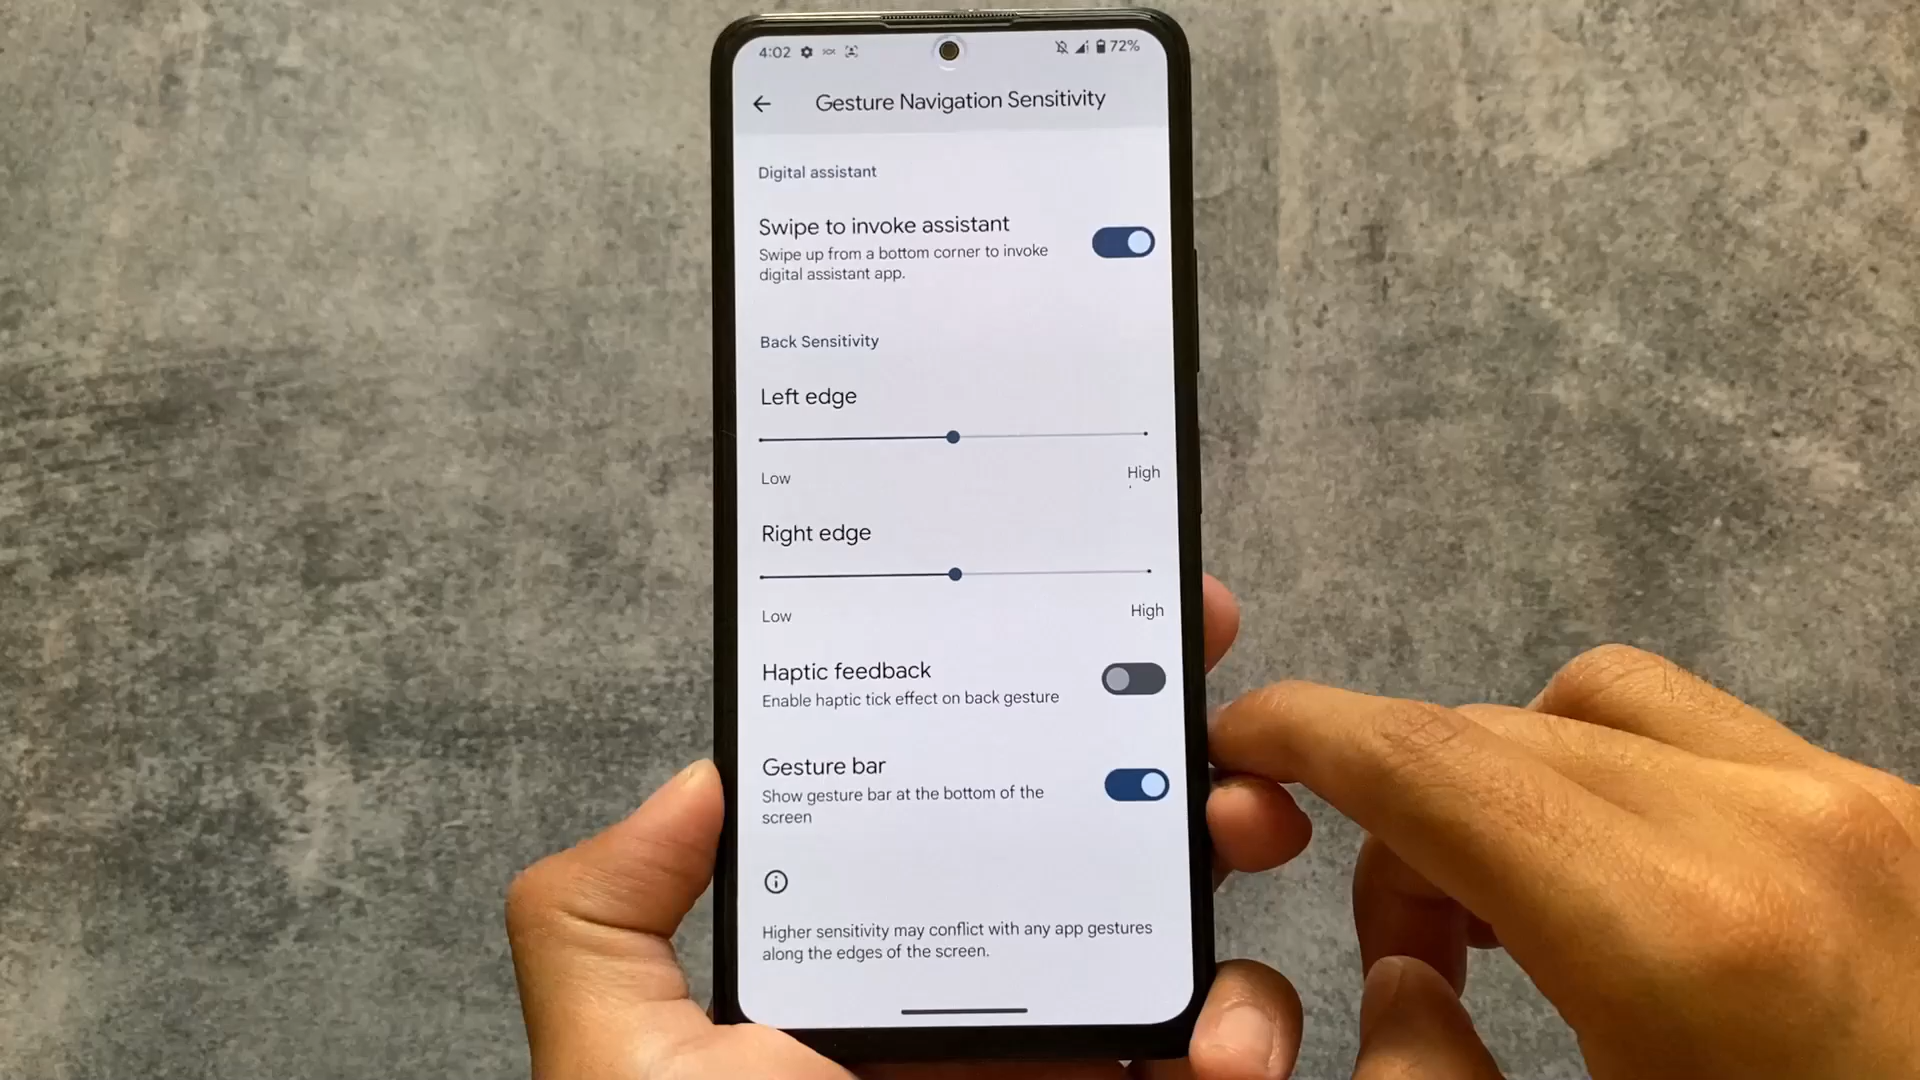 4:02 72%
Gesture Navigation Sensitivity
Digital assistant
Swipe to invoke assistant
Swipe up from a bottom corner to invoke
digital assistant app.
Back Sensitivity
Left edge
Low High
Right edge
Low High
Haptic feedback
Enable haptic tick effect on back gesture
Gesture bar
Show gesture bar at the bottom of the
screen
Higher sensitivity may conflict with any app gestures
along the edges of the screen.